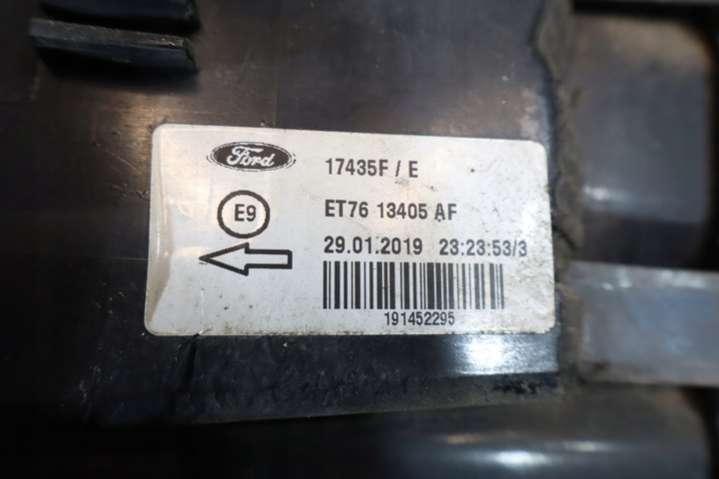 Ford
17435F / E
E9
ET76 13405 AF
29.01.2019 23:23:53/3
191452295